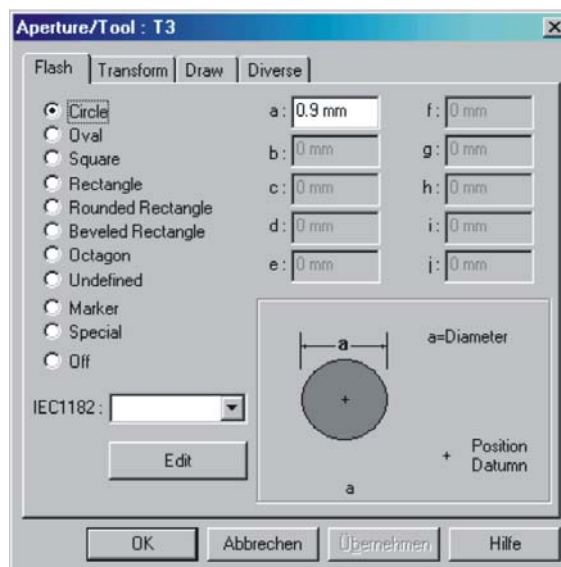 Aperture/Tool : T3
Flash Transform Draw Diverse
Circle
Oval
Square
Rectangle
Rounded Rectangle
Beveled Rectangle
Octagon
Undefined
Marker
Special
Off
IEC1182 :
Edit
a : 0.9 mm
b : 0 mm
c : 0 mm
d : 0 mm
e : 0 mm
f : 0 mm
g : 0 mm
h : 0 mm
i : 0 mm
j : 0 mm
a
a=Diameter
+
+ Position
Datumn
a
OK Abbrechen Übernehmen Hilfe